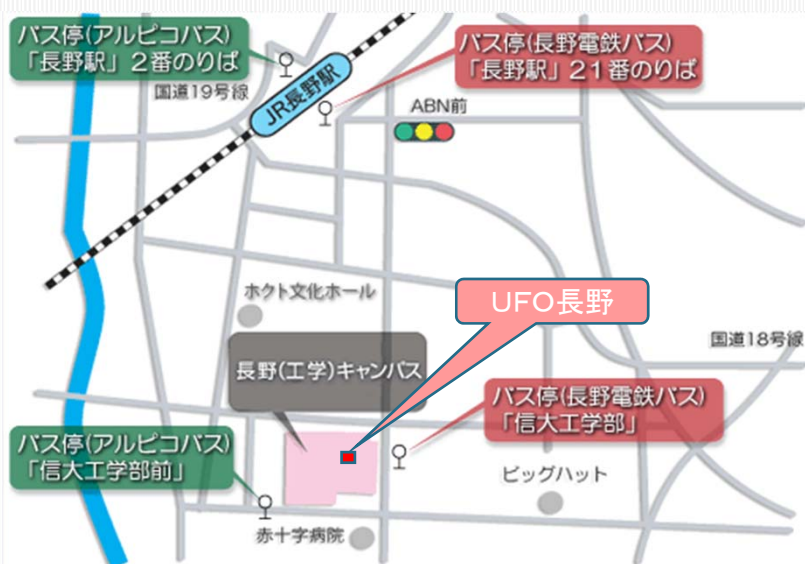 バス停(アルピコバス)
「長野駅」2番のりば
バス停(長野電鉄バス)
「長野駅」21番のりば
国道19号線
JR長野駅
ABN前
ホクト文化ホール
UFO長野
国道18号線
長野(工学)キャンパス
バス停(長野電鉄バス)
「信大工学部」
バス停(アルピコバス)
「信大工学部前」
ビッグハット
赤十字病院